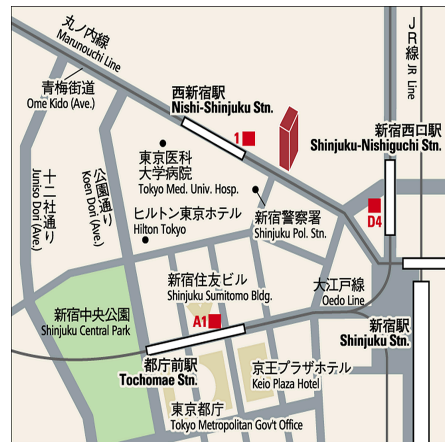 丸ノ内線
Marunouchi Line
青梅街道
Ome Kido (Ave.)
西新宿駅
Nishi-Shinjuku Stn.
JR線
JR Line
新宿西口駅
Shinjuku-Nishiguchi Stn.
1
東京医科
大学病院
Tokyo Med. Univ. Hosp.
十二社通り
Juniso Dori (Ave.)
公園通り
Koen Dori (Ave.)
ヒルトン東京ホテル
Hilton Tokyo
新宿警察署
Shinjuku Pol. Stn.
D4
新宿住友ビル
Shinjuku Sumitomo Bldg.
大江戸線
Oedo Line
新宿中央公園
Shinjuku Central Park
A1
新宿駅
Shinjuku Stn.
都庁前駅
Tochomae Stn.
京王プラザホテル
Keio Plaza Hotel
東京都庁
Tokyo Metropolitan Gov't Office